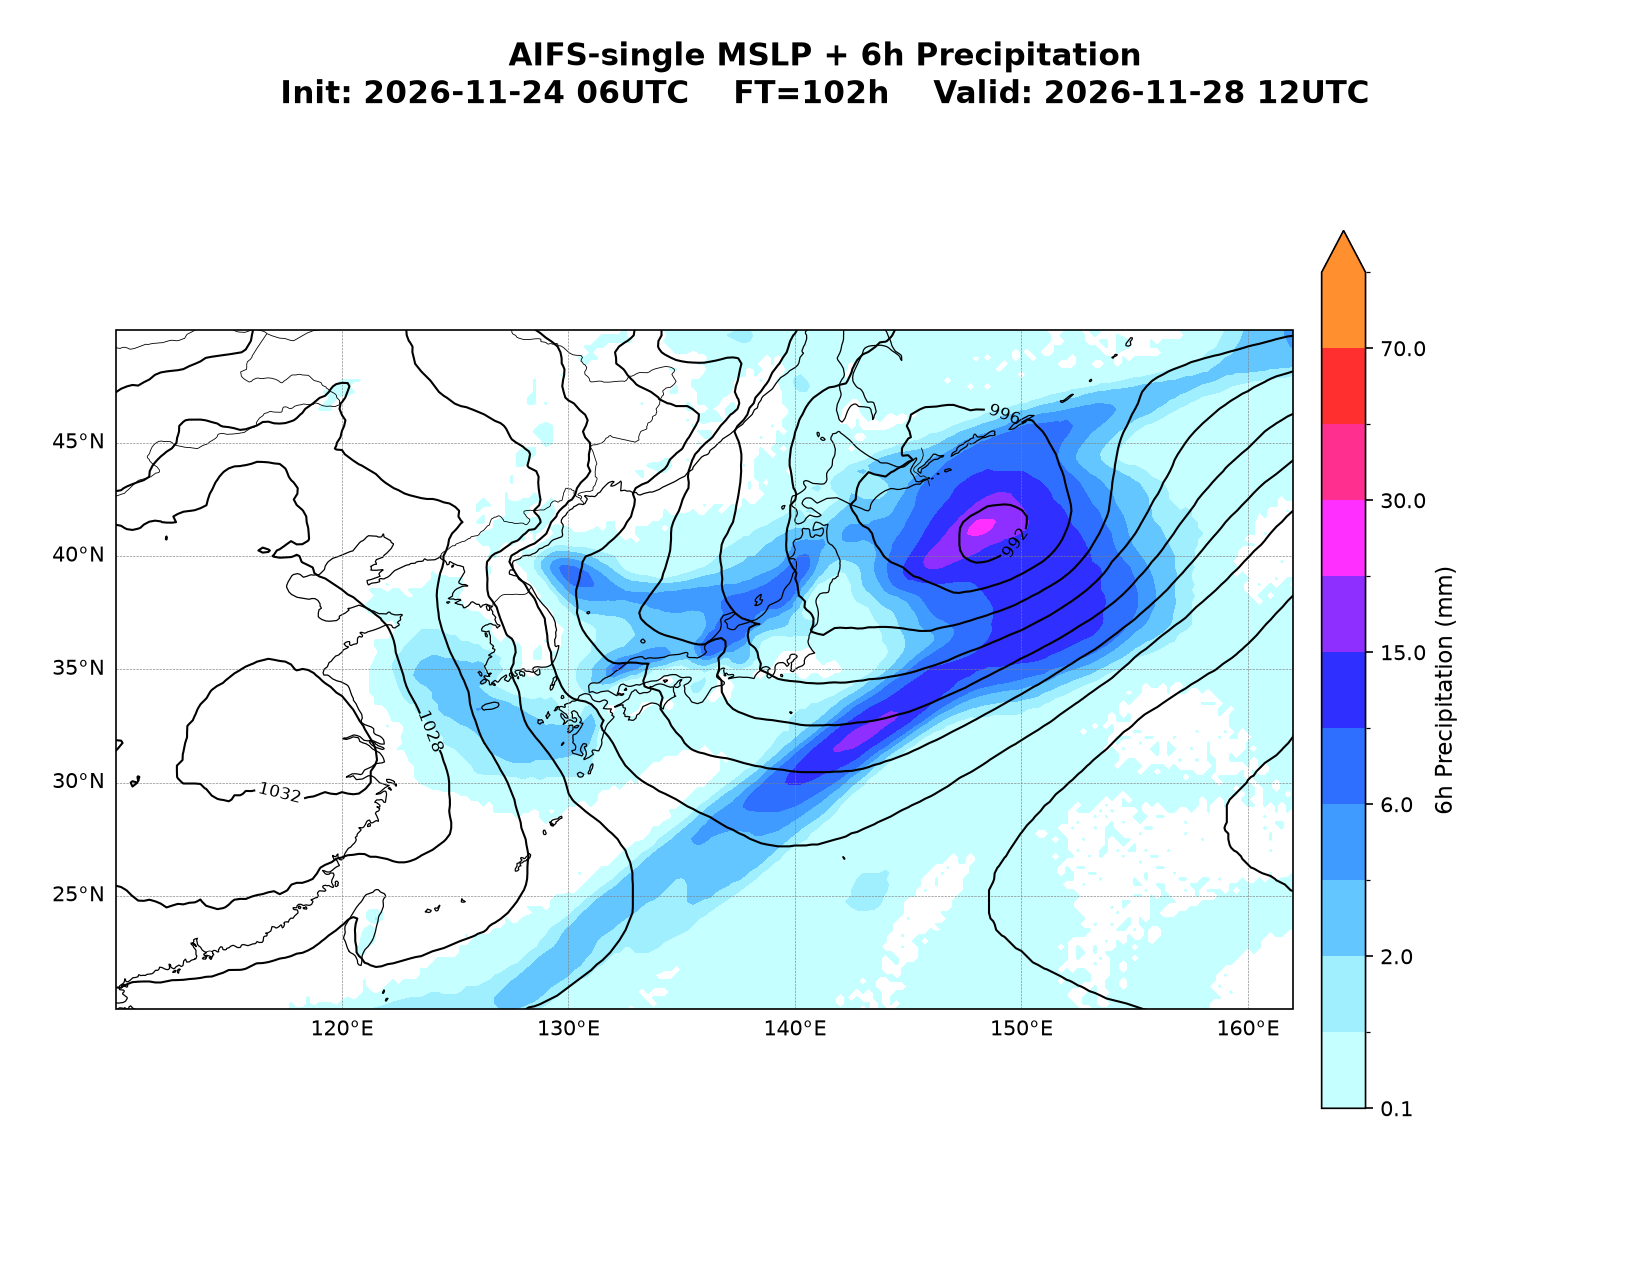 AIFS-single MSLP + 6h Precipitation
Init: 2026-11-24 06UTC    FT=102h    Valid: 2026-11-28 12UTC
70.0
30.0
15.0
6.0
2.0
0.1
6h Precipitation (mm)
45°N
40°N
35°N
30°N
25°N
996
992
1028
1032
120°E
130°E
140°E
150°E
160°E